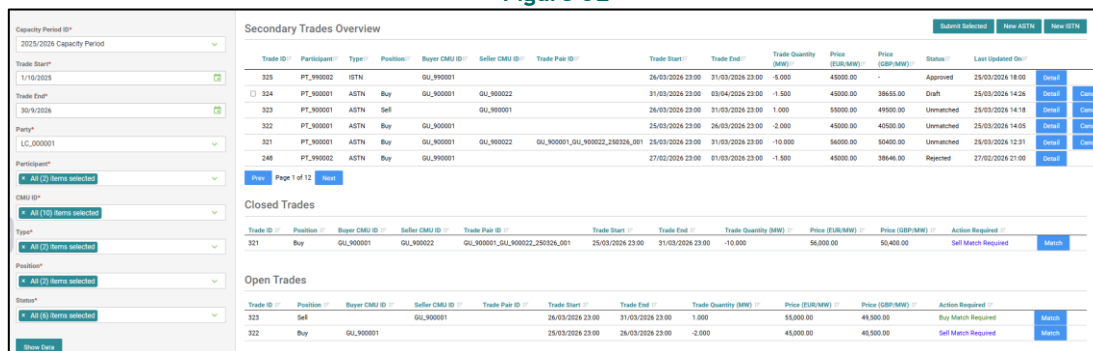 Capacity Period ID*
2025/2026 Capacity Period
Trade Start*
1/10/2025
Trade End*
30/9/2026
Party*
LC_000001
Participant*
× All (2) items selected
CMU ID*
× All (10) items selected
Type*
× All (2) items selected
Position*
× All (2) items selected
Status*
× All (6) items selected
Show Data
Secondary Trades Overview
Submit Selected New ASTN New ISTN
Trade ID Participant Type Position Buyer CMU ID Seller CMU ID Trade Pair ID Trade Start Trade End Trade Quantity (MW) Price (EUR/MW) Price (GBP/MW) Status Last Updated On
325 PT_990002 ISTN GU_990001 26/03/2026 23:00 31/03/2026 23:00 -5.000 45000.00 - Approved 25/03/2026 18:00 Detail
324 PT_900001 ASTN Buy GU_900001 GU_900022 31/03/2026 23:00 03/04/2026 23:00 -1.500 45000.00 38655.00 Draft 25/03/2026 14:26 Detail Canc
323 PT_900001 ASTN Sell GU_900001 26/03/2026 23:00 31/03/2026 23:00 1.000 55000.00 49500.00 Unmatched 25/03/2026 14:18 Detail Canc
322 PT_900001 ASTN Buy GU_900001 25/03/2026 23:00 26/03/2026 23:00 -2.000 45000.00 40500.00 Unmatched 25/03/2026 14:05 Detail Canc
321 PT_900001 ASTN Buy GU_900001 GU_900022 GU_900001_GU_900022_250326_001 25/03/2026 23:00 31/03/2026 23:00 -10.000 56000.00 50400.00 Unmatched 25/03/2026 12:31 Detail Canc
248 PT_990002 ASTN Buy GU_990001 27/02/2026 23:00 01/03/2026 23:00 -1.500 45000.00 38646.00 Rejected 27/02/2026 21:00 Detail
Prev Page 1 of 12 Next
Closed Trades
Trade ID Position Buyer CMU ID Seller CMU ID Trade Pair ID Trade Start Trade End Trade Quantity (MW) Price (EUR/MW) Price (GBP/MW) Action Required
321 Buy GU_900001 GU_900022 GU_900001_GU_900022_250326_001 25/03/2026 23:00 31/03/2026 23:00 -10.000 56,000.00 50,400.00 Sell Match Required Match
Open Trades
Trade ID Position Buyer CMU ID Seller CMU ID Trade Pair ID Trade Start Trade End Trade Quantity (MW) Price (EUR/MW) Price (GBP/MW) Action Required
323 Sell GU_900001 26/03/2026 23:00 31/03/2026 23:00 1.000 55,000.00 49,500.00 Buy Match Required Match
322 Buy GU_900001 25/03/2026 23:00 26/03/2026 23:00 -2.000 45,000.00 40,500.00 Sell Match Required Match